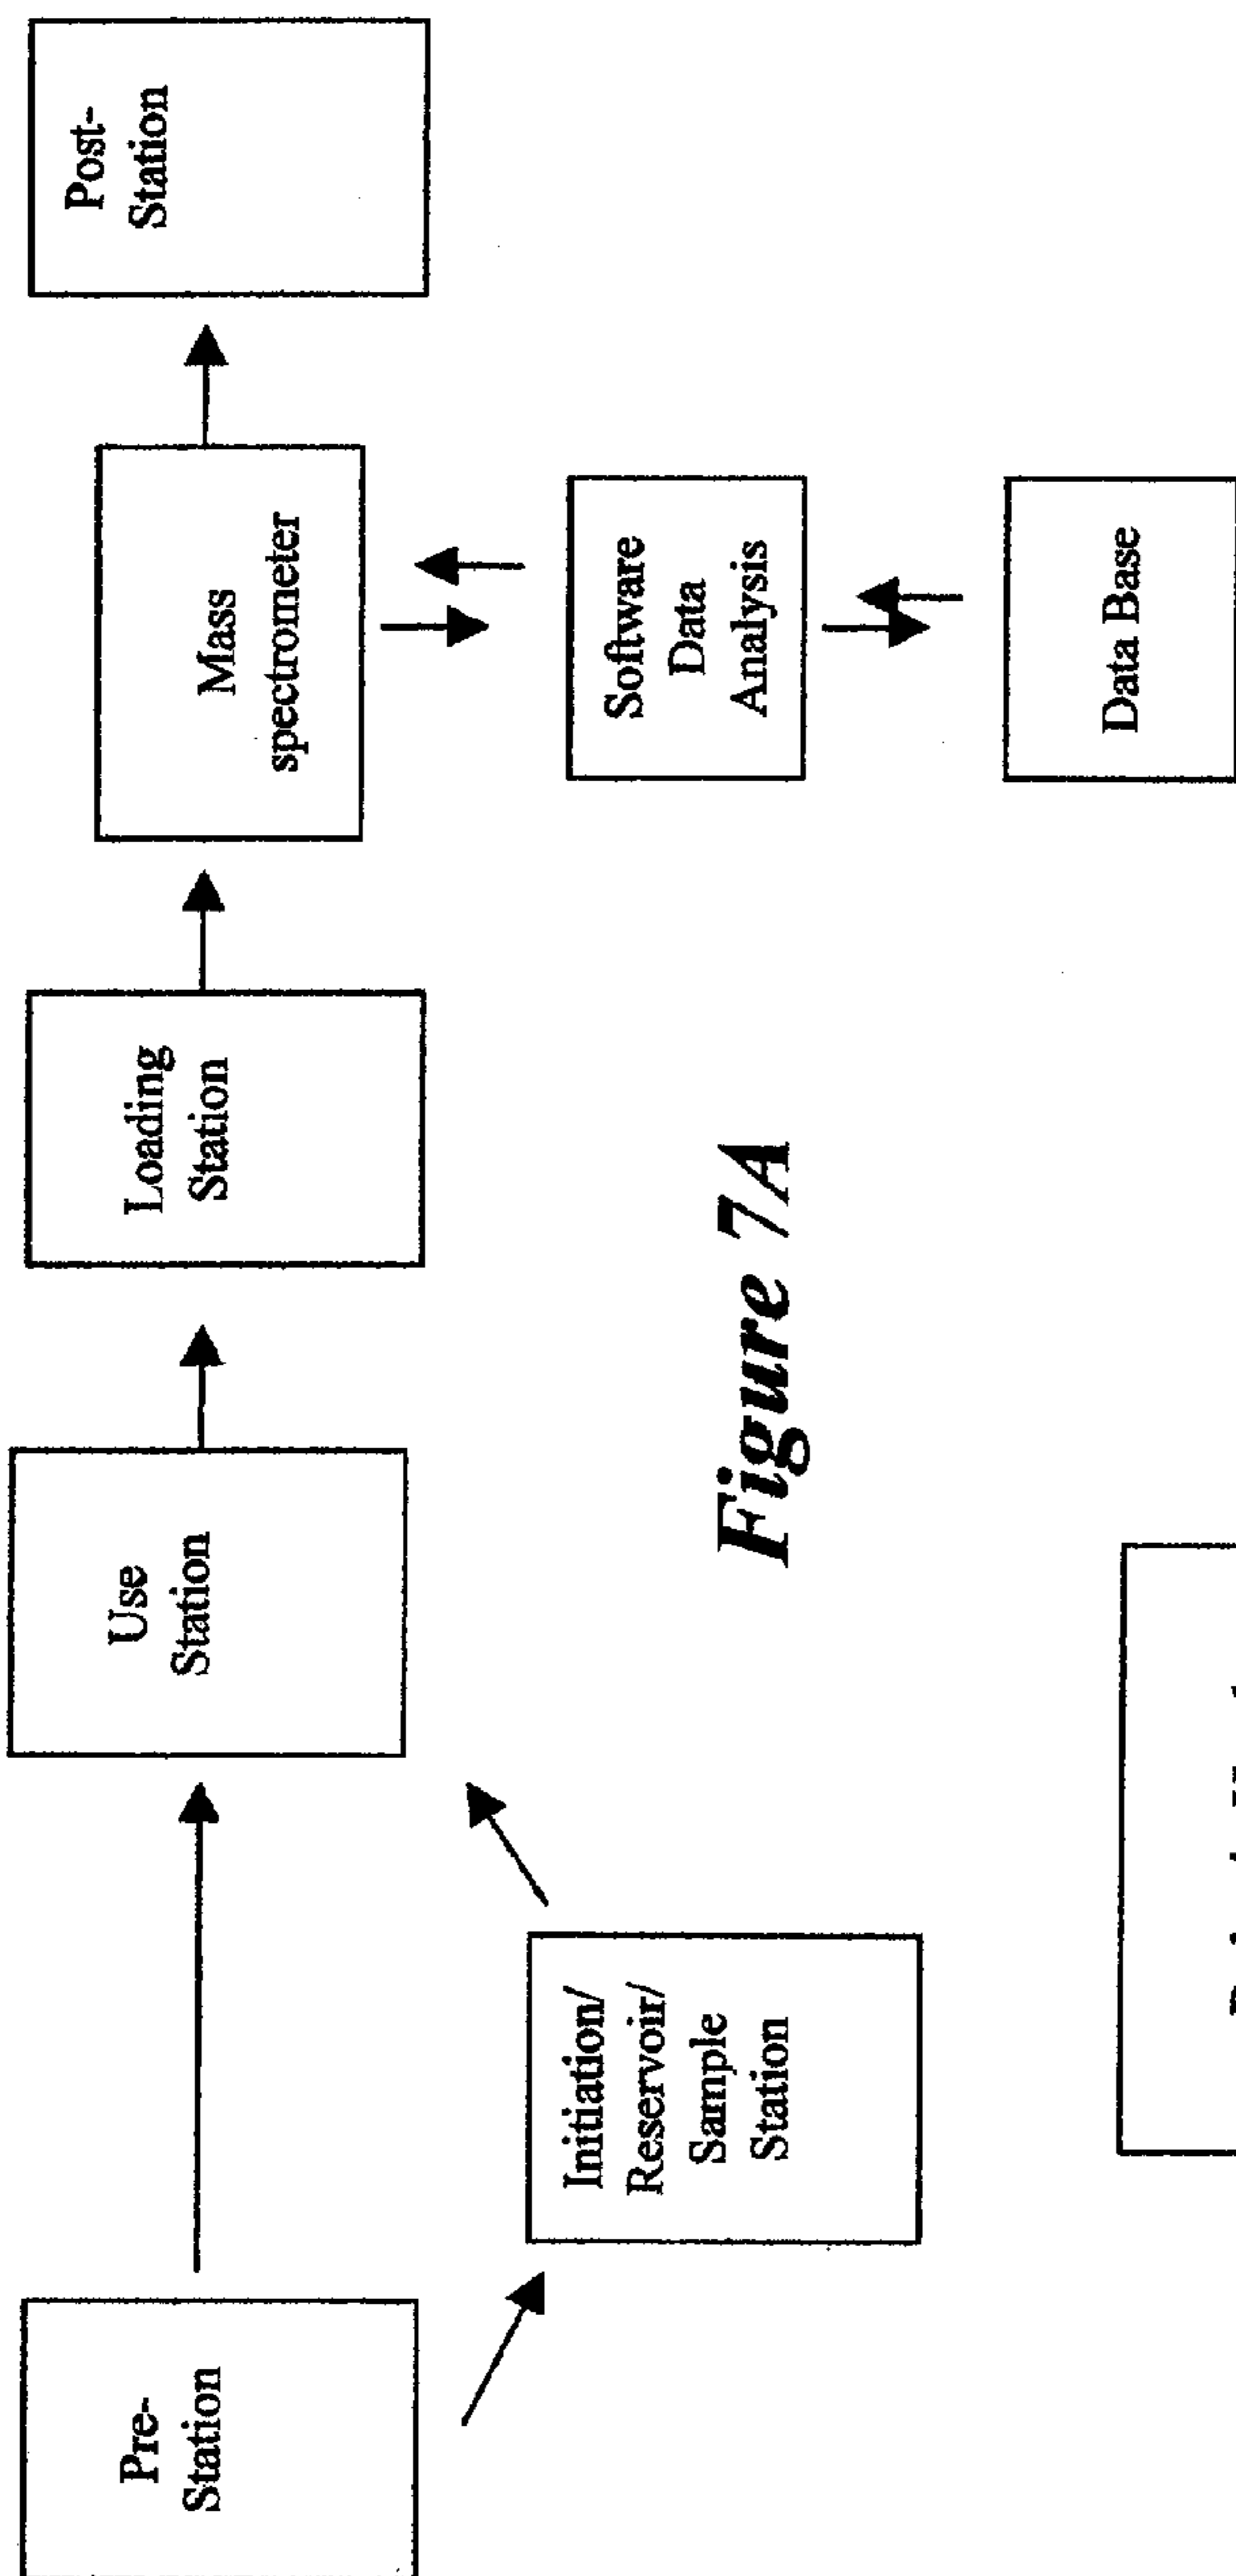 Pre-
Station
Initiation/
Reservoir/
Sample
Station
Use
Station
Loading
Station
Mass
spectrometer
Post-
Station
Software
Data
Analysis
Data Base
Figure 7A